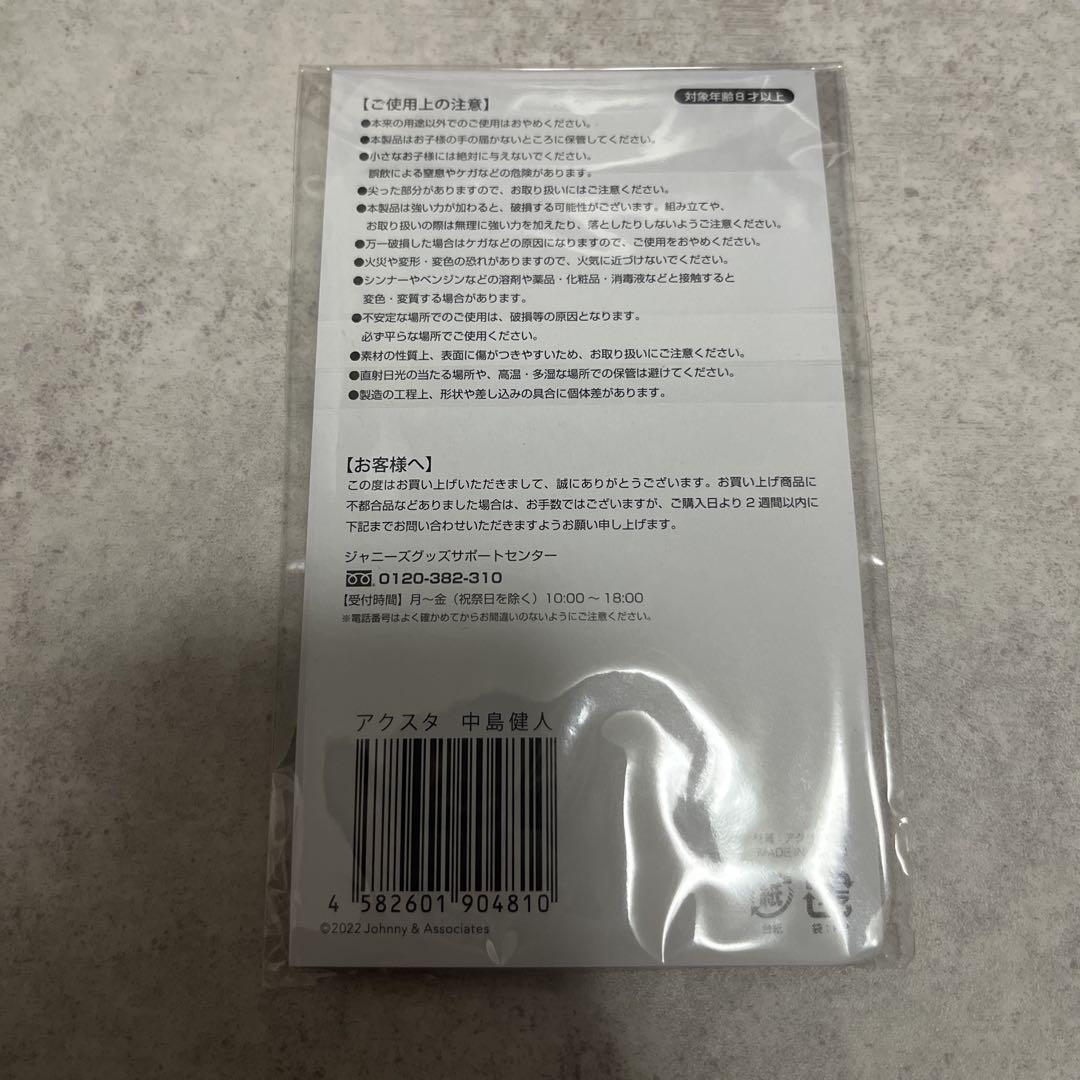 対象年齢8才以上
【ご使用上の注意】
●本来の用途以外でのご使用はおやめください。
●本製品はお子様の手の届かないところに保管してください。
●小さなお子様には絶対に与えないでください。
誤飲による窒息やケガなどの危険があります。
●尖った部分がありますので、お取り扱いにはご注意ください。
●本製品は強い力が加わると、破損する可能性がございます。組み立てや、
お取り扱いの際は無理に強い力を加えたり、落としたりしないようご注意ください。
●万一破損した場合はケガなどの原因になりますので、ご使用をおやめください。
●火災や変形・変色の恐れがありますので、火気に近づけないでください。
●シンナーやベンジンなどの溶剤や薬品・化粧品・消毒液などと接触すると
変色・変質する場合があります。
●不安定な場所でのご使用は、破損等の原因となります。
必ず平らな場所でご使用ください。
●素材の性質上、表面に傷がつきやすいため、お取り扱いにご注意ください。
●直射日光の当たる場所や、高温・多湿な場所での保管は避けてください。
●製造の工程上、形状や差し込みの具合に個体差があります。
【お客様へ】
この度はお買い上げいただきまして、誠にありがとうございます。お買い上げ商品に
不都合品などありました場合は、お手数ではございますが、ご購入日より2週間以内に
下記までお問い合わせいただきますようお願い申し上げます。
ジャニーズグッズサポートセンター
0120-382-310
【受付時間】月～金（祝祭日を除く）10:00～18:00
※電話番号はよく確かめてからお間違いのないようにご注意ください。
アクスタ 中島健人
4 582601 904810
©2022 Johnny & Associates
MADE IN
紙
台紙
袋